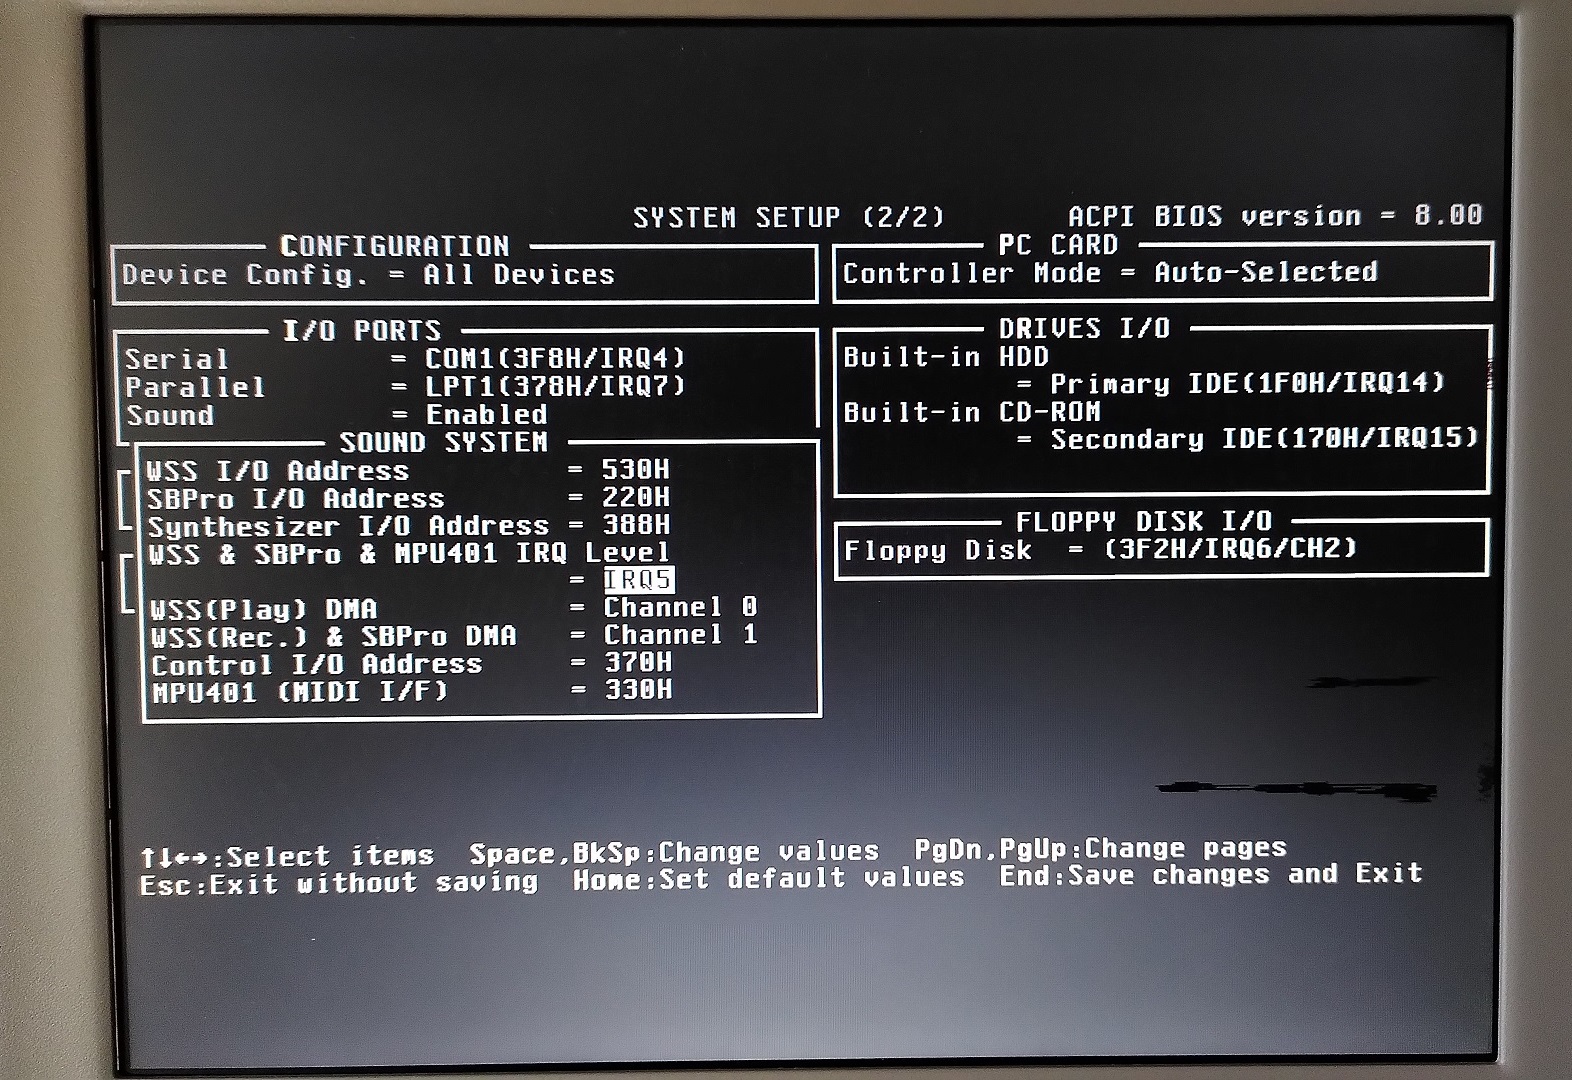 SYSTEM SETUP (2/2) ACPI BIOS version = 8.00
CONFIGURATION
Device Config. = All Devices
I/O PORTS
Serial = COM1(3F8H/IRQ4)
Parallel = LPT1(378H/IRQ7)
Sound = Enabled
SOUND SYSTEM
WSS I/O Address = 530H
SBPro I/O Address = 220H
Synthesizer I/O Address = 388H
WSS & SBPro & MPU401 IRQ Level
= IRQ5
WSS(Play) DMA = Channel 0
WSS(Rec.) & SBPro DMA = Channel 1
Control I/O Address = 370H
MPU401 (MIDI I/F) = 330H
PC CARD
Controller Mode = Auto-Selected
DRIVES I/O
Built-in HDD
= Primary IDE(1F0H/IRQ14)
Built-in CD-ROM
= Secondary IDE(170H/IRQ15)
FLOPPY DISK I/O
Floppy Disk = (3F2H/IRQ6/CH2)
↑↓←→:Select items Space,BkSp:Change values PgDn,PgUp:Change pages
Esc:Exit without saving Home:Set default values End:Save changes and Exit